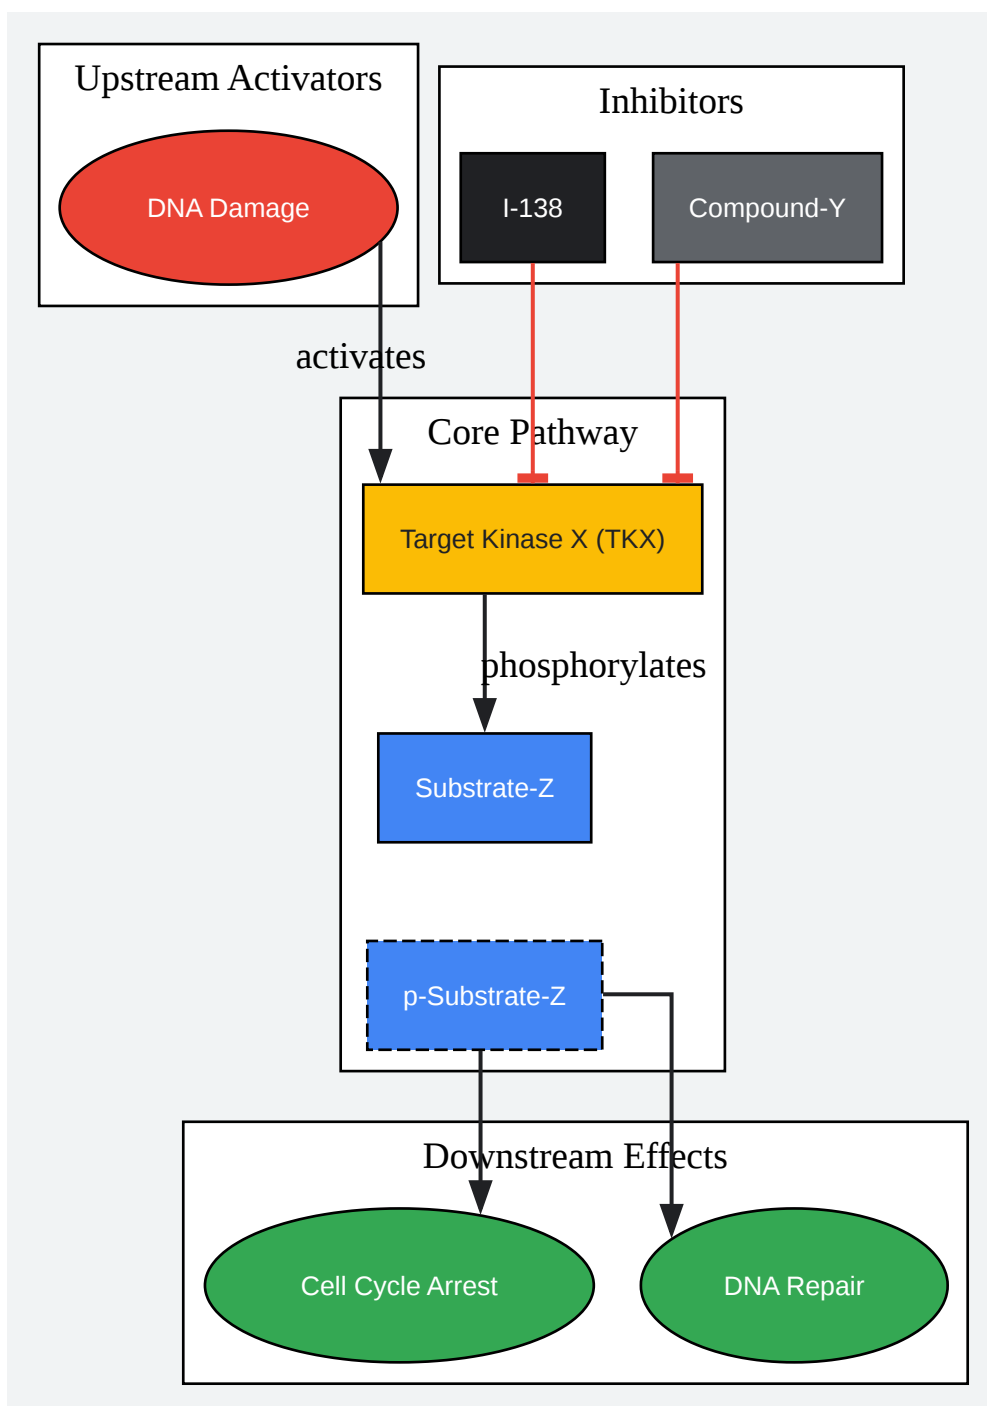 Upstream Activators
Inhibitors
DNA Damage
I-138
Compound-Y
activates
Core Pathway
Target Kinase X (TKX)
phosphorylates
Substrate-Z
p-Substrate-Z
Downstream Effects
Cell Cycle Arrest
DNA Repair